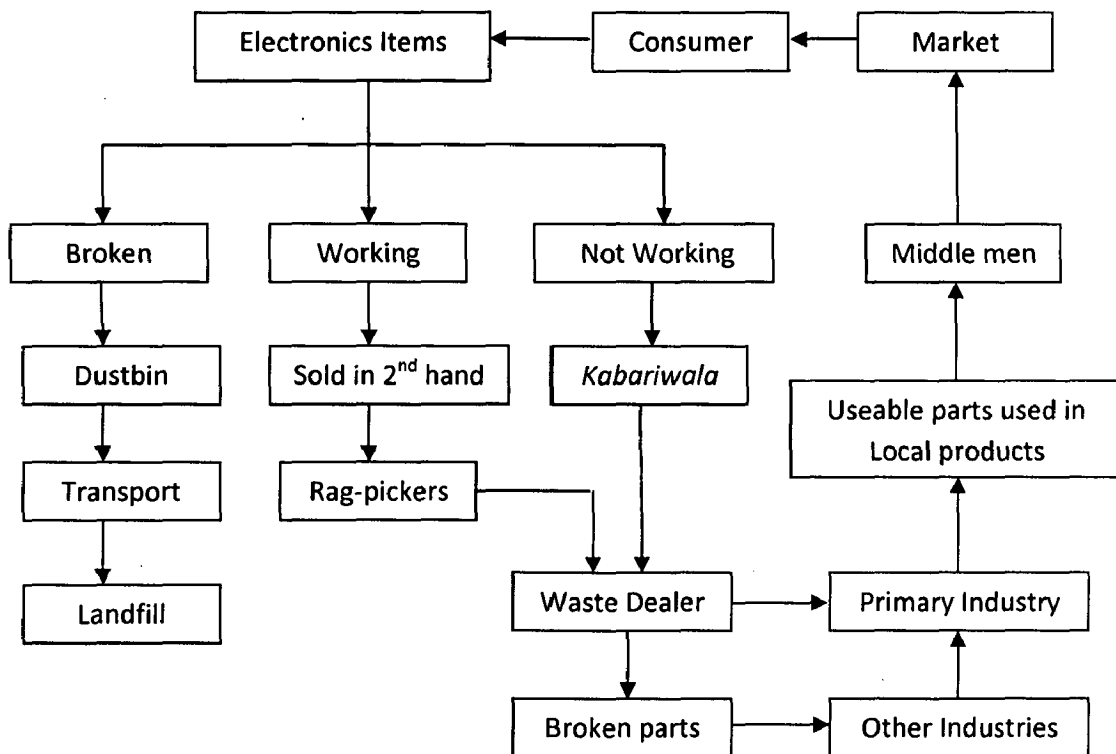 Electronics Items
Consumer
Market
Broken
Working
Not Working
Middle men
Dustbin
Sold in 2nd hand
Kabariwala
Useable parts used in
Local products
Transport
Rag-pickers
Landfill
Waste Dealer
Primary Industry
Broken parts
Other Industries